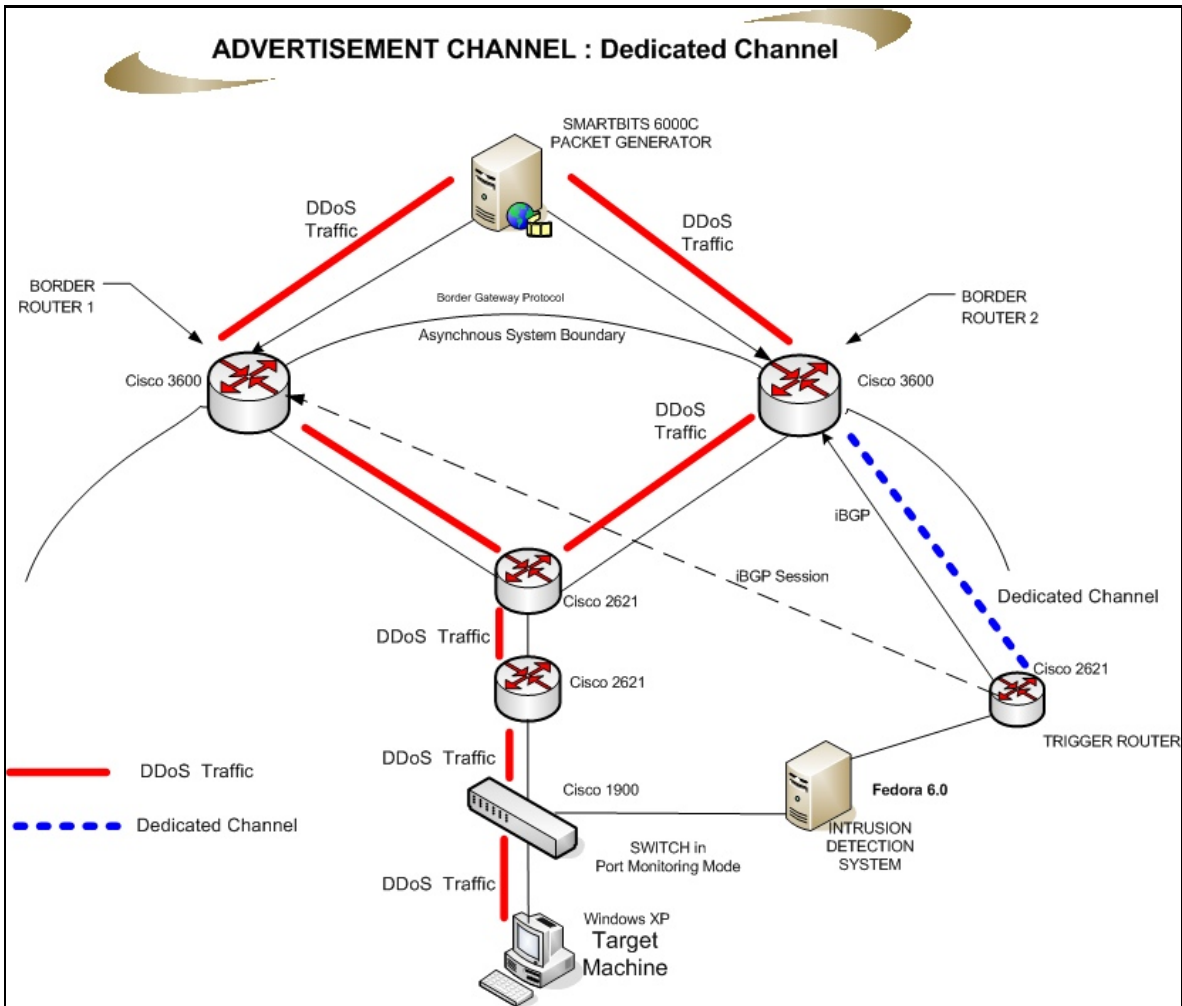 ADVERTISEMENT CHANNEL : Dedicated Channel
SMARTBITS 6000C
PACKET GENERATOR
DDoS
Traffic
DDoS
Traffic
BORDER
ROUTER 1
Border Gateway Protocol
Asynchnous System Boundary
BORDER
ROUTER 2
Cisco 3600
Cisco 3600
DDoS
Traffic
iBGP
iBGP Session
Dedicated Channel
Cisco 2621
DDoS Traffic
Cisco 2621
Cisco 2621
TRIGGER ROUTER
DDoS Traffic
DDoS Traffic
Cisco 1900
Fedora 6.0
Dedicated Channel
SWITCH in
Port Monitoring Mode
INTRUSION
DETECTION
SYSTEM
DDoS Traffic
Windows XP
Target
Machine